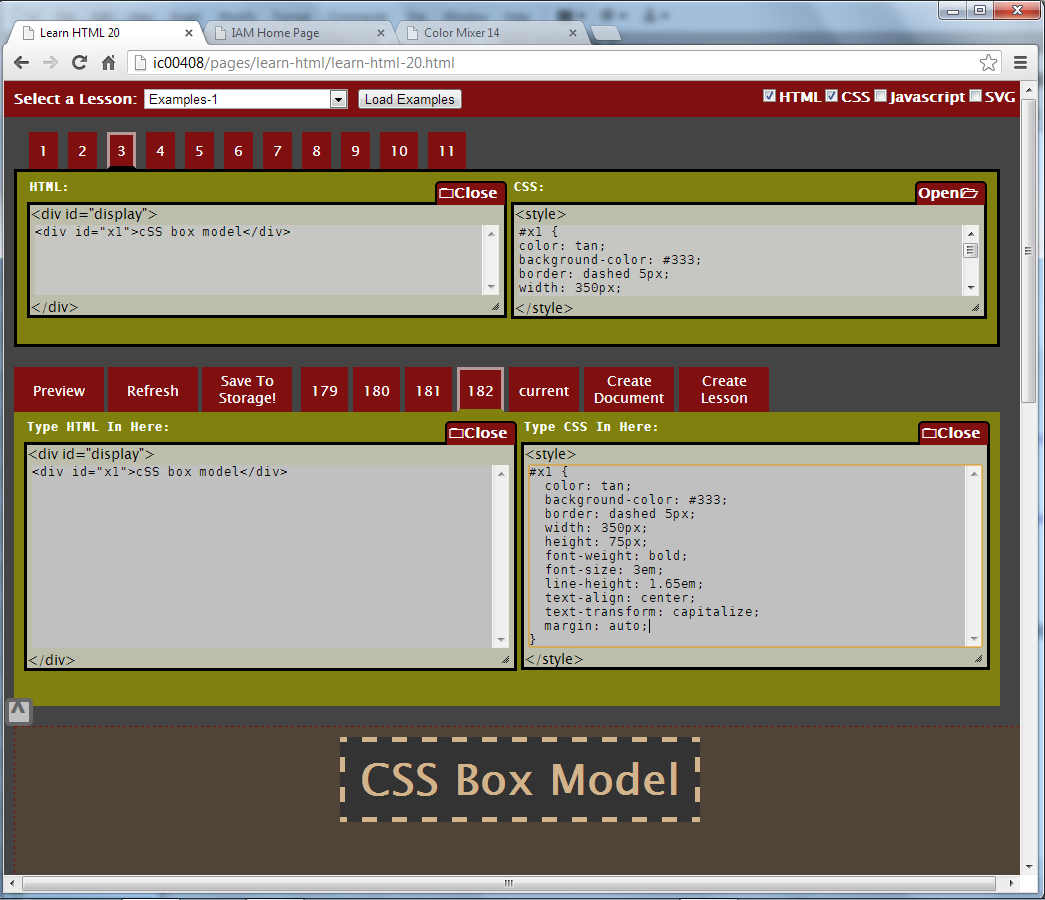 Learn HTML 20
IAM Home Page
Color Mixer 14
ic00408/pages/learn-html/learn-html-20.html
Select a Lesson: Examples-1 Load Examples HTML CSS Javascript SVG
1 2 3 4 5 6 7 8 9 10 11
HTML: Close
<div id="display">
<div id="x1">cSS box model</div>
</div>
CSS: Open
<style>
#x1 {
color: tan;
background-color: #333;
border: dashed 5px;
width: 350px;
</style>
Preview Refresh Save To Storage! 179 180 181 182 current Create Document Create Lesson
Type HTML In Here: Close
<div id="display">
<div id="x1">cSS box model</div>
</div>
Type CSS In Here: Close
<style>
#x1 {
  color: tan;
  background-color: #333;
  border: dashed 5px;
  width: 350px;
  height: 75px;
  font-weight: bold;
  font-size: 3em;
  line-height: 1.65em;
  text-align: center;
  text-transform: capitalize;
  margin: auto;
}
</style>
^
CSS Box Model